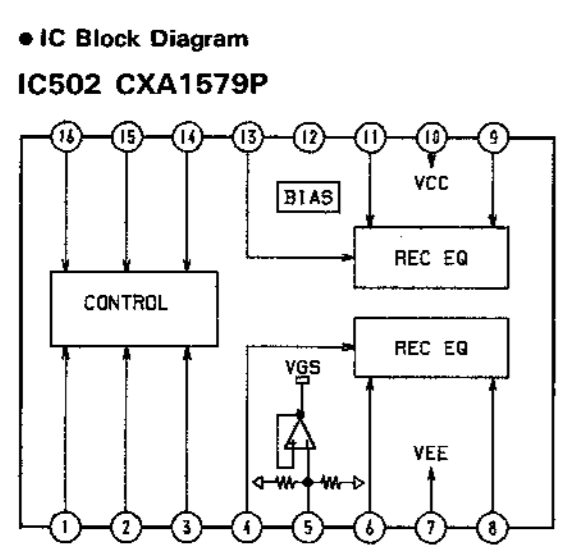 ● IC Block Diagram
IC502 CXA1579P
16 15 14 13 12 11 10 9
VCC
BIAS
REC EQ
CONTROL
REC EQ
VGS
VEE
1 2 3 4 5 6 7 8